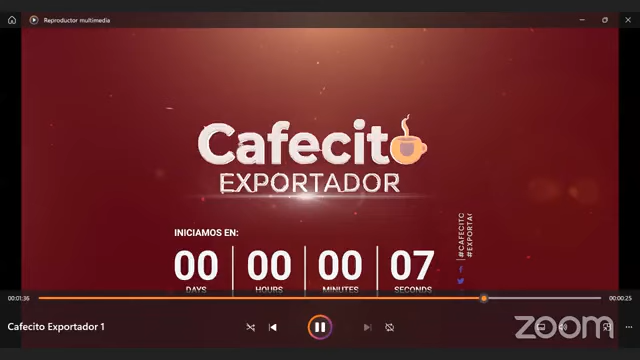 Reproductor multimedia
Cafecito
EXPORTADOR
INICIAMOS EN:
00 00 00 07
DAYS HOURS MINUTES SECONDS
#CAFECITO
#EXPORTA
00:01:36
00:00:25
Cafecito Exportador 1
zoom